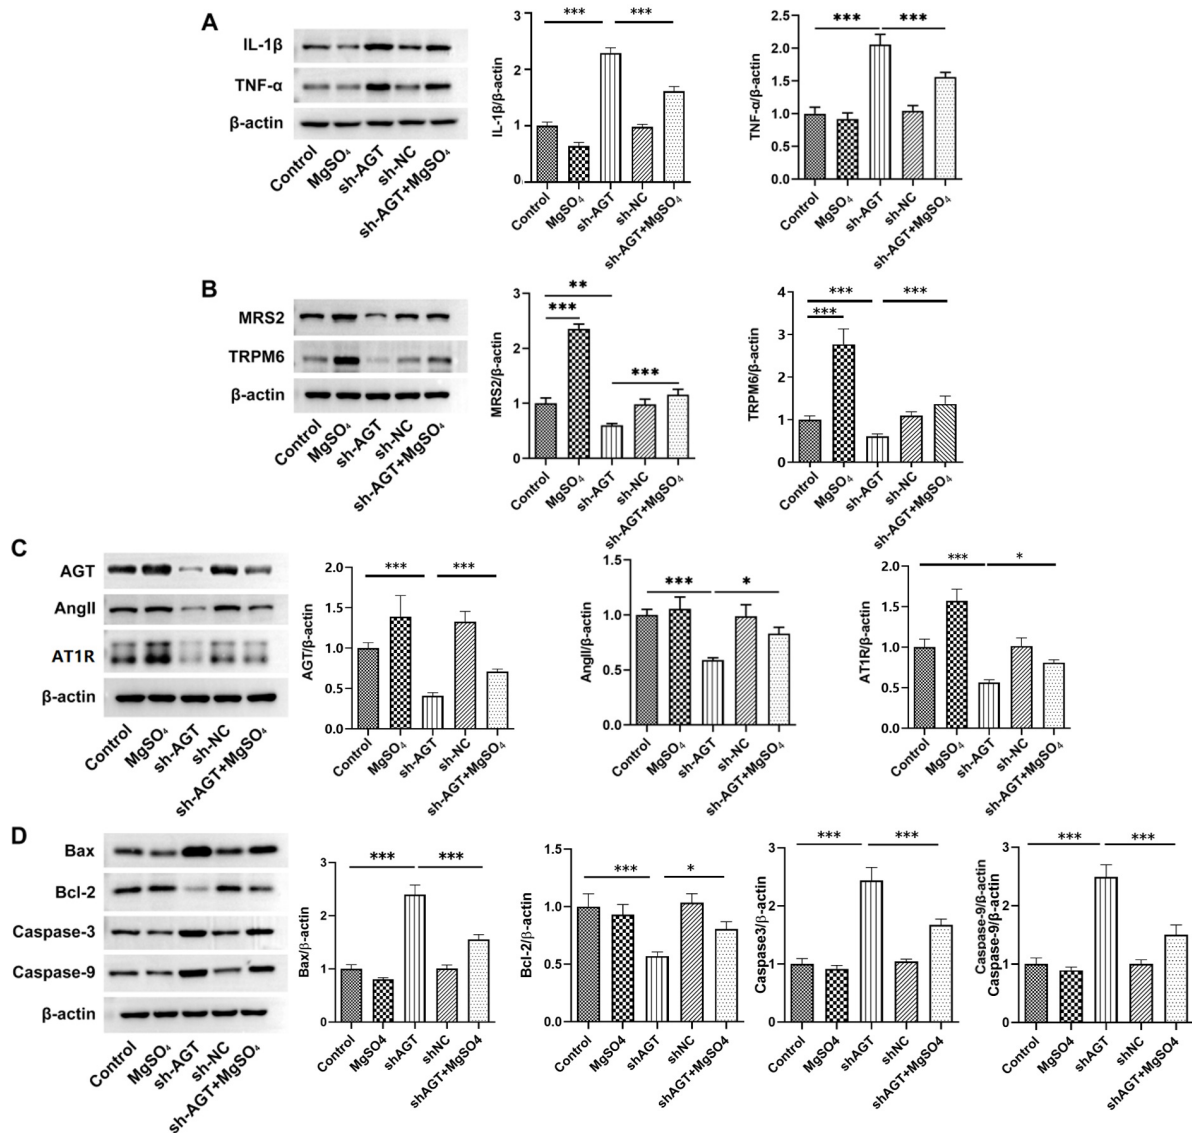 A
IL-1β
TNF-α
β-actin
Control
MgSO₄
sh-AGT
sh-NC
sh-AGT+MgSO₄
IL-1β/β-actin
3
2
1
0
***
***
Control
MgSO₄
sh-AGT
sh-NC
sh-AGT+MgSO₄
TNF-α/β-actin
2.5
2.0
1.5
1.0
0.5
0.0
***
***
Control
MgSO₄
sh-AGT
sh-NC
sh-AGT+MgSO₄
B
MRS2
TRPM6
β-actin
Control
MgSO₄
sh-AGT
sh-NC
sh-AGT+MgSO₄
MRS2/β-actin
3
2
1
0
**
***
***
Control
MgSO₄
sh-AGT
sh-NC
sh-AGT+MgSO₄
TRPM6/β-actin
4
3
2
1
0
***
***
***
Control
MgSO₄
sh-AGT
sh-NC
sh-AGT+MgSO₄
C
AGT
AngII
AT1R
β-actin
Control
MgSO₄
sh-AGT
sh-NC
sh-AGT+MgSO₄
AGT/β-actin
2.0
1.5
1.0
0.5
0.0
***
***
Control
MgSO₄
sh-AGT
sh-NC
sh-AGT+MgSO₄
AngII/β-actin
1.5
1.0
0.5
0.0
***
*
Control
MgSO₄
sh-AGT
sh-NC
sh-AGT+MgSO₄
AT1R/β-actin
2.0
1.5
1.0
0.5
0.0
***
*
Control
MgSO₄
sh-AGT
sh-NC
sh-AGT+MgSO₄
D
Bax
Bcl-2
Caspase-3
Caspase-9
β-actin
Control
MgSO₄
sh-AGT
sh-NC
sh-AGT+MgSO₄
Bax/β-actin
3
2
1
0
***
***
Control
MgSO4
shAGT
shNC
shAGT+MgSO4
Bcl-2/β-actin
1.5
1.0
0.5
0.0
***
*
Control
MgSO4
shAGT
shNC
shAGT+MgSO4
Caspase3/β-actin
3
2
1
0
***
***
Control
MgSO4
shAGT
shNC
shAGT+MgSO4
Caspase-9/β-actin
Caspase-9/β-actin
3
2
1
0
***
***
Control
MgSO4
shAGT
shNC
shAGT+MgSO4